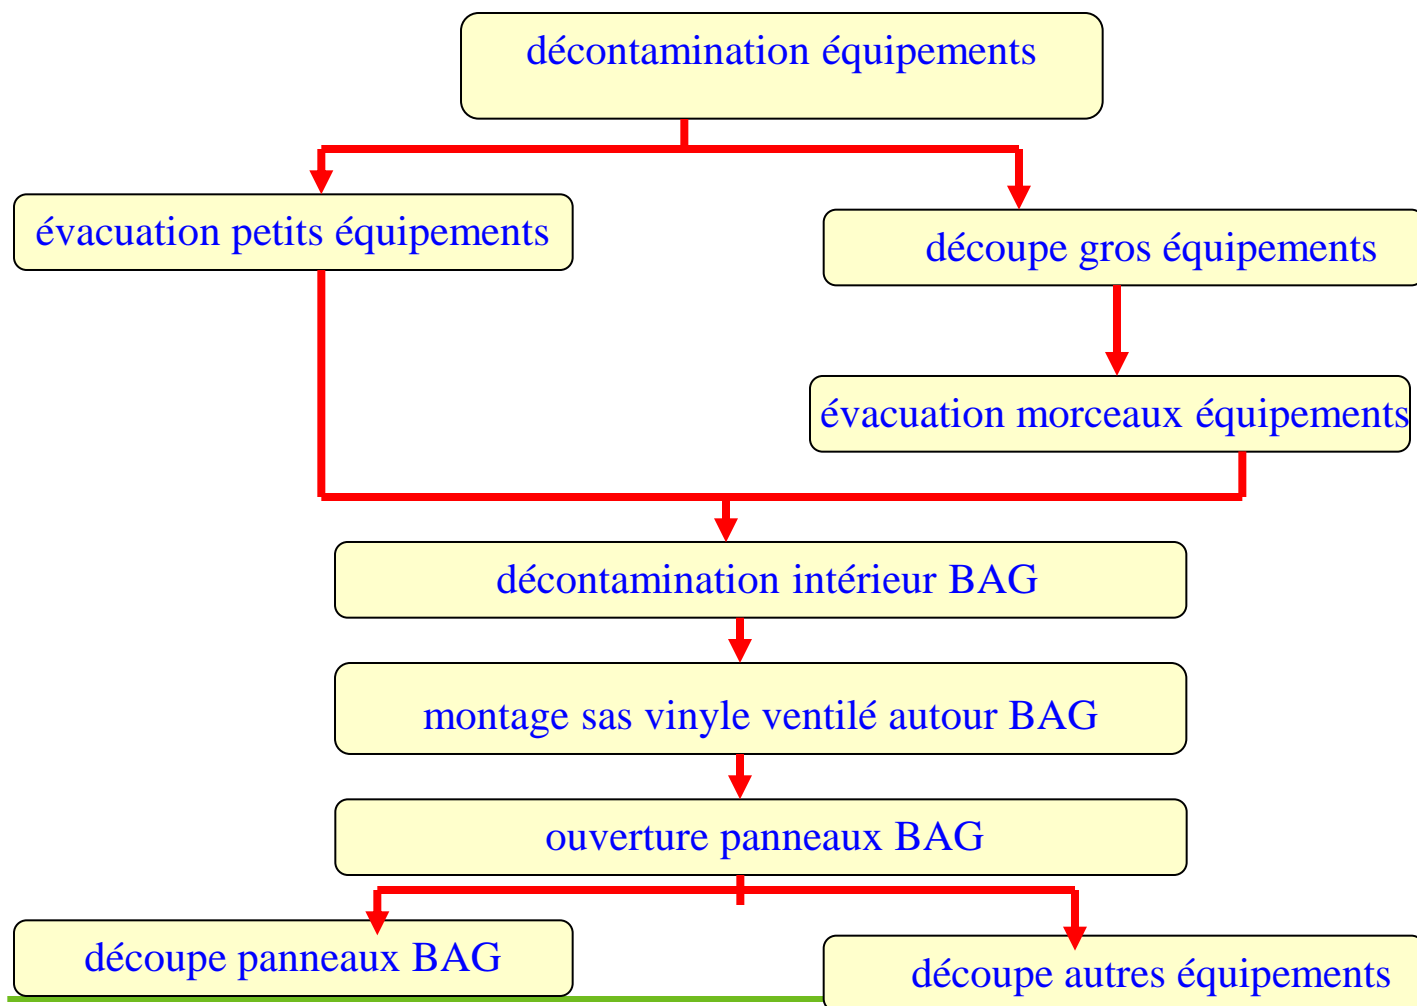 décontamination équipements
évacuation petits équipements
découpe gros équipements
évacuation morceaux équipements
décontamination intérieur BAG
montage sas vinyle ventilé autour BAG
ouverture panneaux BAG
découpe panneaux BAG
découpe autres équipements